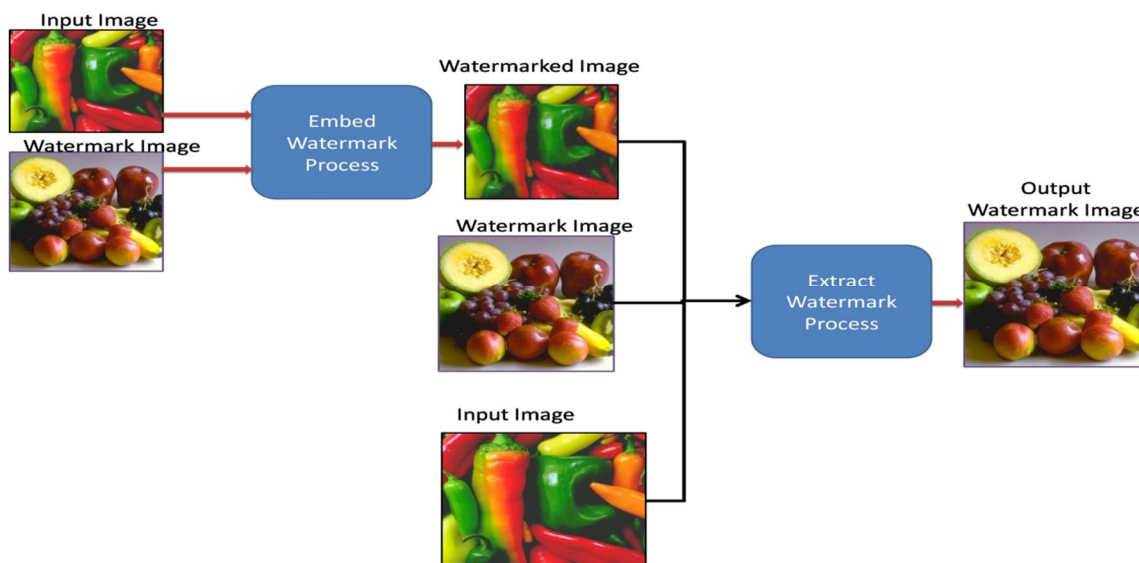 Input Image
Watermark Image
Embed
Watermark
Process
Watermarked Image
Watermark Image
Input Image
Extract
Watermark
Process
Output
Watermark Image